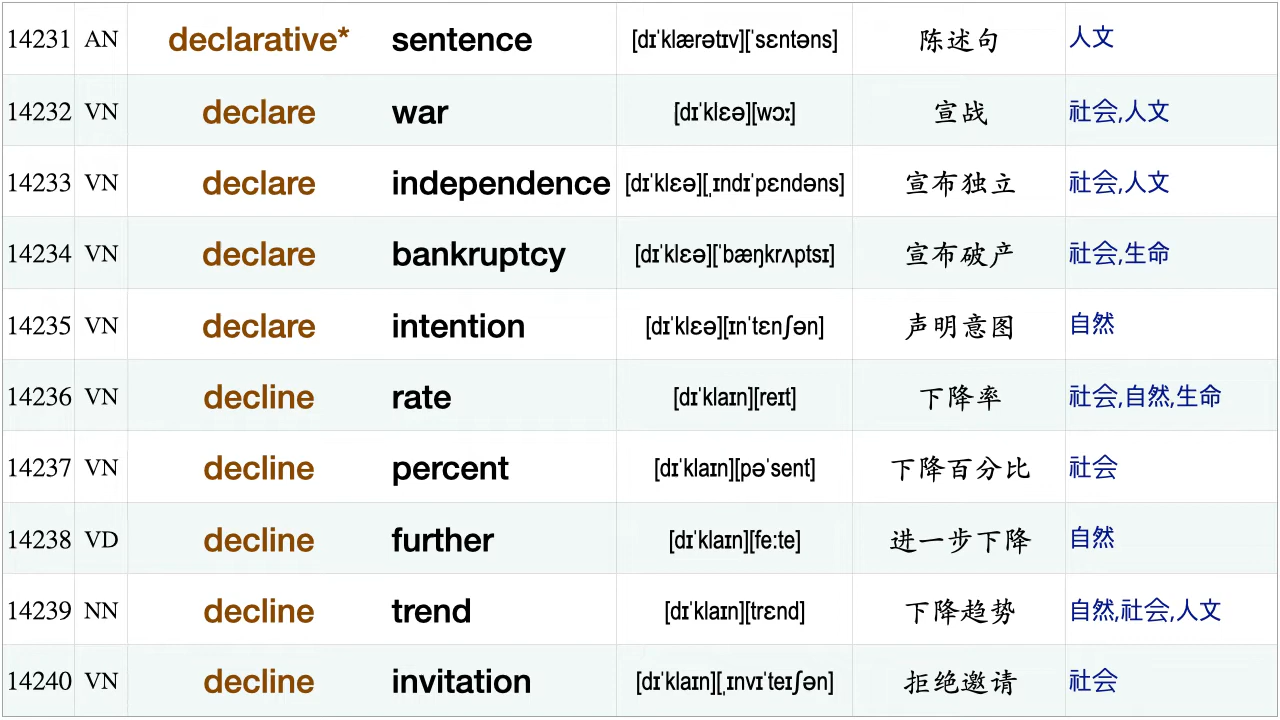 14231 AN declarative* sentence [dɪˈklærətɪv][ˈsɛntəns] 陈述句 人文
14232 VN declare war [dɪˈklɛə][wɔɪ] 宣战 社会,人文
14233 VN declare independence [dɪˈklɛə][ˌɪndɪˈpɛndəns] 宣布独立 社会,人文
14234 VN declare bankruptcy [dɪˈklɛə][ˈbæŋkrʌptsɪ] 宣布破产 社会,生命
14235 VN declare intention [dɪˈklɛə][ɪnˈtɛnʃən] 声明意图 自然
14236 VN decline rate [dɪˈklaɪn][reɪt] 下降率 社会,自然,生命
14237 VN decline percent [dɪˈklaɪn][pəˈsent] 下降百分比 社会
14238 VD decline further [dɪˈklaɪn][fe:te] 进一步下降 自然
14239 NN decline trend [dɪˈklaɪn][trɛnd] 下降趋势 自然,社会,人文
14240 VN decline invitation [dɪˈklaɪn][ˌɪnvɪˈteɪʃən] 拒绝邀请 社会